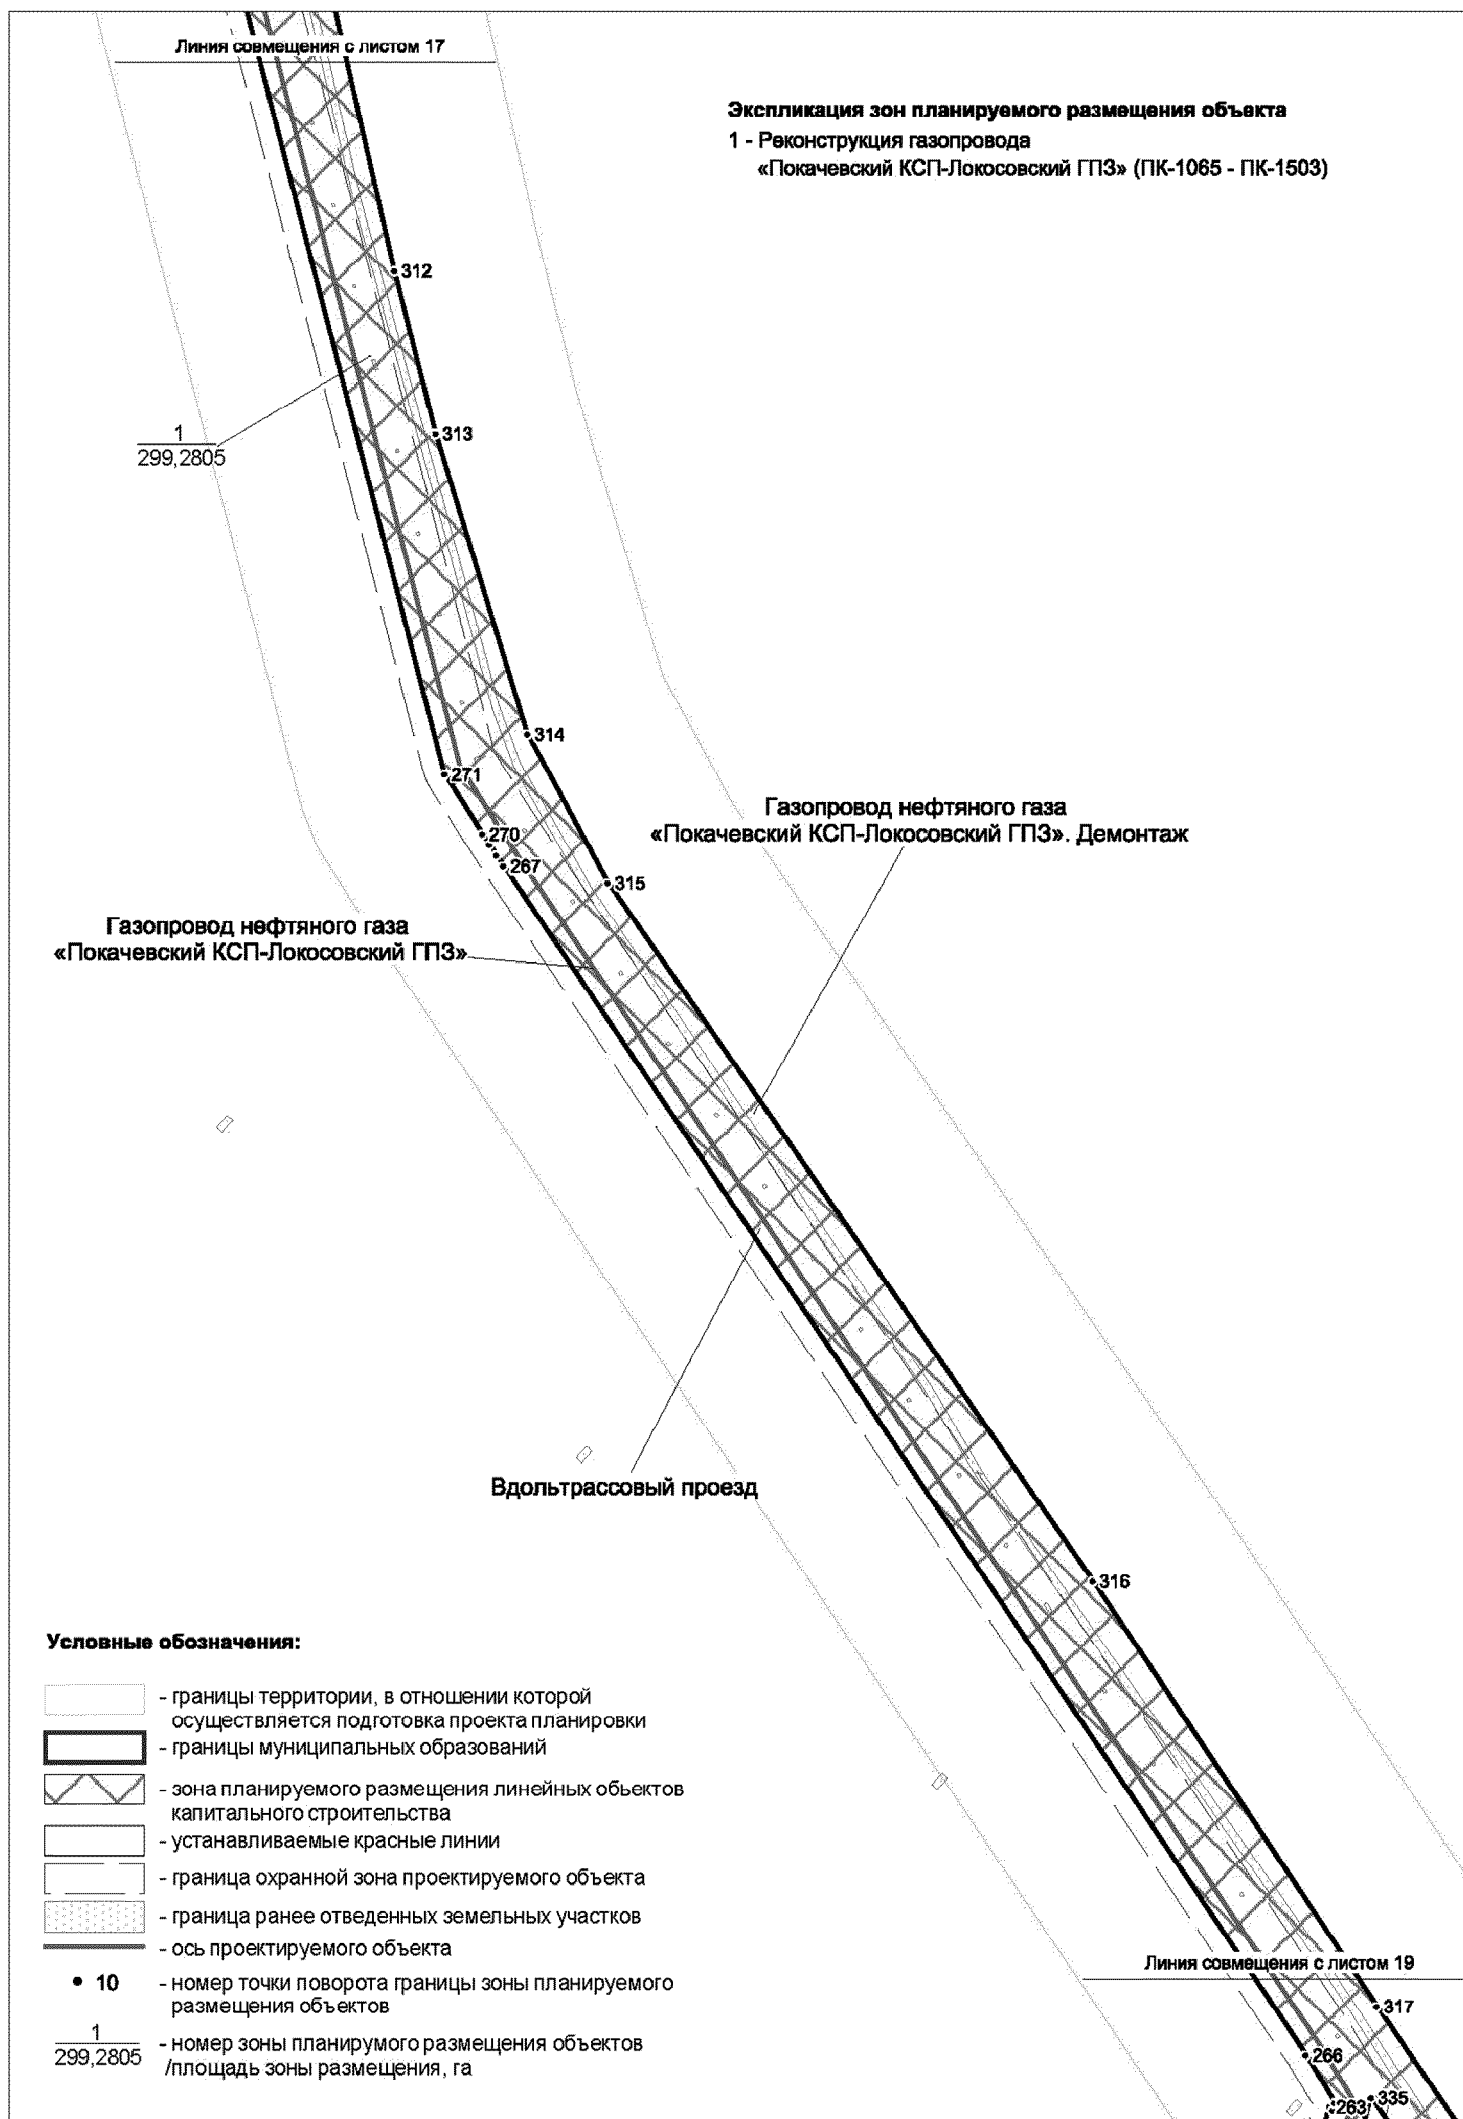 Линия совмещения с листом 17
Экспликация зон планируемого размещения объекта
1 - Реконструкция газопровода
«Покачевский КСП-Локосовский ГПЗ» (ПК-1065 - ПК-1503)
312
313
1
299,2805
314
271
270
267
315
Газопровод нефтяного газа
«Покачевский КСП-Локосовский ГПЗ». Демонтаж
Газопровод нефтяного газа
«Покачевский КСП-Локосовский ГПЗ»
Вдольтрассовый проезд
316
Условные обозначения:
- границы территории, в отношении которой
осуществляется подготовка проекта планировки
- границы муниципальных образований
- зона планируемого размещения линейных обьектов
капитального строительства
- устанавливаемые красные линии
- граница охранной зона проектируемого объекта
- граница ранее отведенных земельных участков
- ось проектируемого объекта
10 - номер точки поворота границы зоны планируемого
размещения объектов
1
299,2805
- номер зоны планирумого размещения объектов
/площадь зоны размещения, га
Линия совмещения с листом 19
317
266
335
263